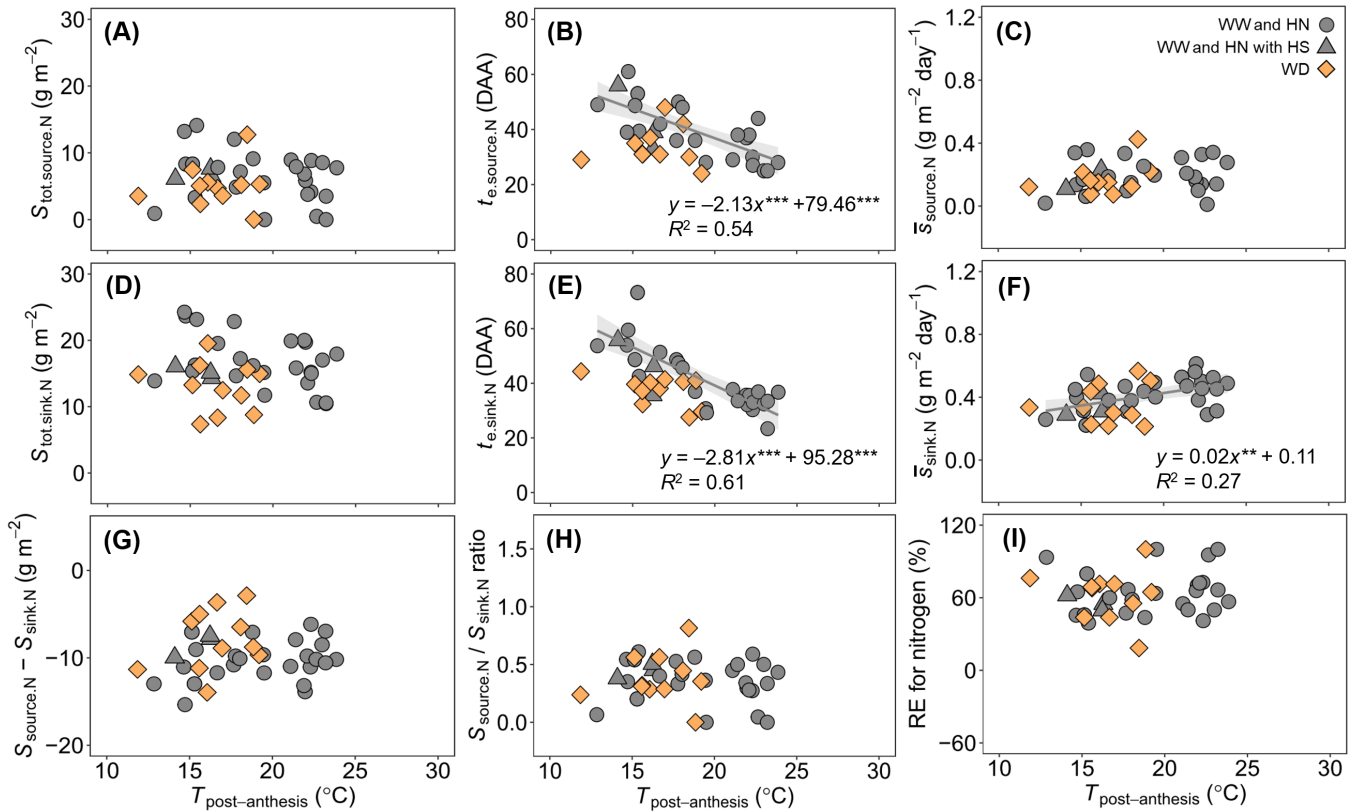 (A)
S_tot.source.N (g m⁻²)
30
20
10
0
(B)
t_e.source.N (DAA)
80
60
40
20
0
y = –2.13x*** +79.46***
R² = 0.54
(C)
s̅_source.N (g m⁻² day⁻¹)
1.2
0.8
0.4
0.0
WW and HN
WW and HN with HS
WD
(D)
S_tot.sink.N (g m⁻²)
30
20
10
0
(E)
t_e.sink.N (DAA)
80
60
40
20
0
y = –2.81x*** + 95.28***
R² = 0.61
(F)
s̅_sink.N (g m⁻² day⁻¹)
1.2
0.8
0.4
0.0
y = 0.02x** + 0.11
R² = 0.27
(G)
S_source.N − S_sink.N (g m⁻²)
0
−10
−20
10 15 20 25 30
T_post–anthesis (°C)
(H)
S_source.N / S_sink.N ratio
1.5
1.0
0.5
0.0
10 15 20 25 30
T_post–anthesis (°C)
(I)
RE for nitrogen (%)
120
60
0
−60
10 15 20 25 30
T_post–anthesis (°C)